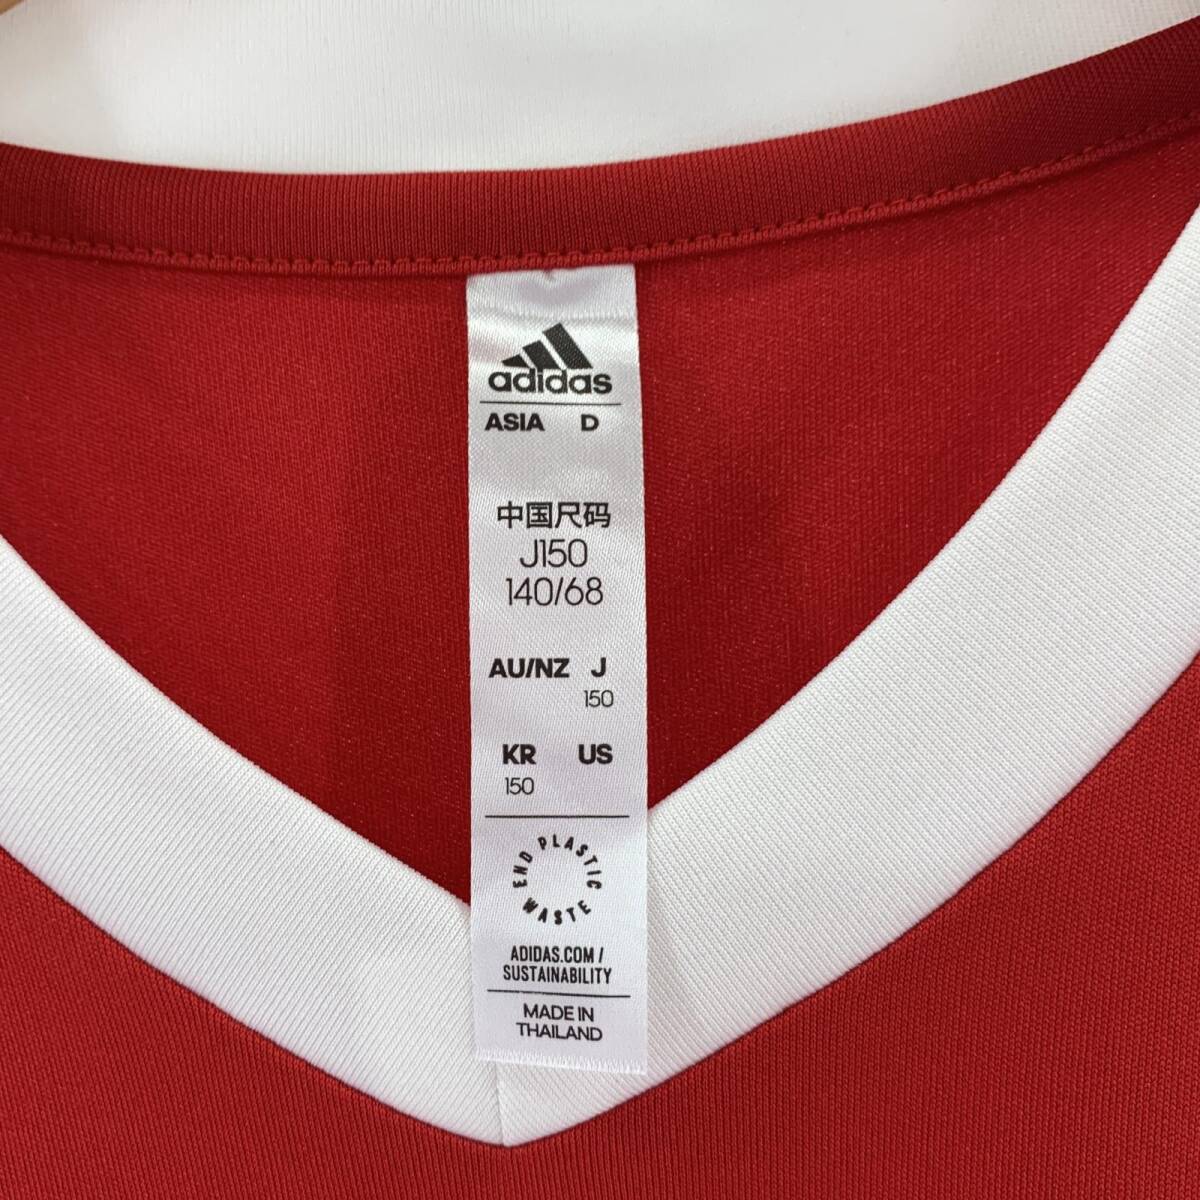 adidas
ASIA D
中国尺码
J150
140/68
AU/NZ J
150
KR US
150
END PLASTIC WASTE
ADIDAS.COM /
SUSTAINABILITY
MADE IN
THAILAND